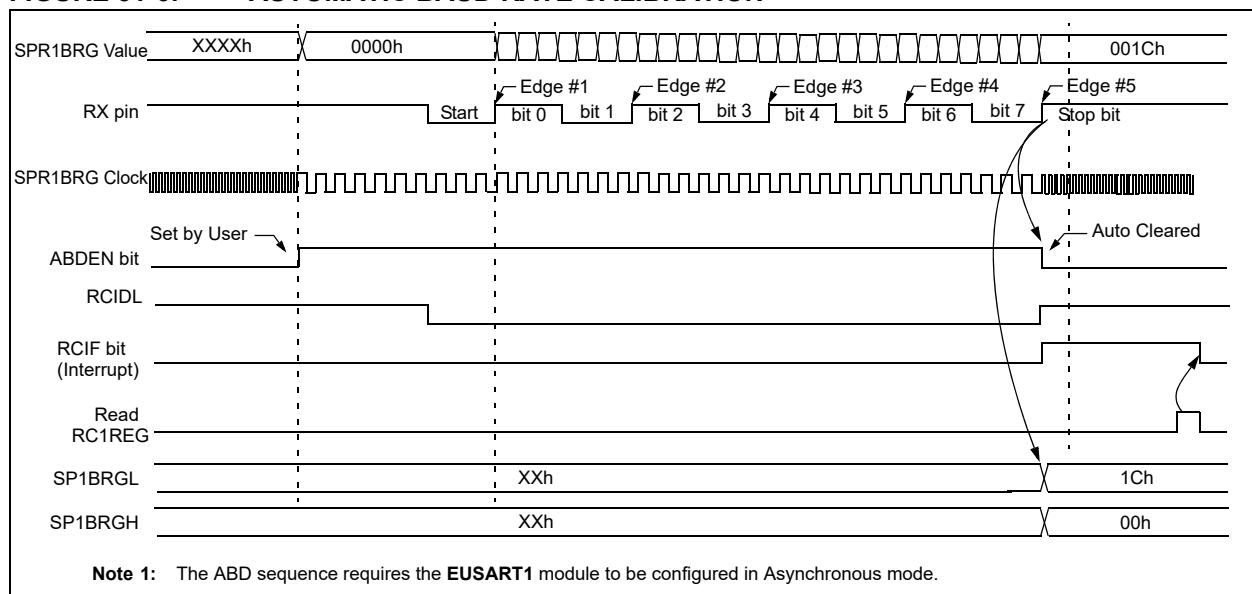 SPR1BRG Value XXXXh 0000h 001Ch
Edge #1 Edge #2 Edge #3 Edge #4 Edge #5
RX pin Start bit 0 bit 1 bit 2 bit 3 bit 4 bit 5 bit 6 bit 7 Stop bit
SPR1BRG Clock
Set by User Auto Cleared
ABDEN bit
RCIDL
RCIF bit
(Interrupt)
Read
RC1REG
SP1BRGL XXh 1Ch
SP1BRGH XXh 00h
Note 1: The ABD sequence requires the EUSART1 module to be configured in Asynchronous mode.